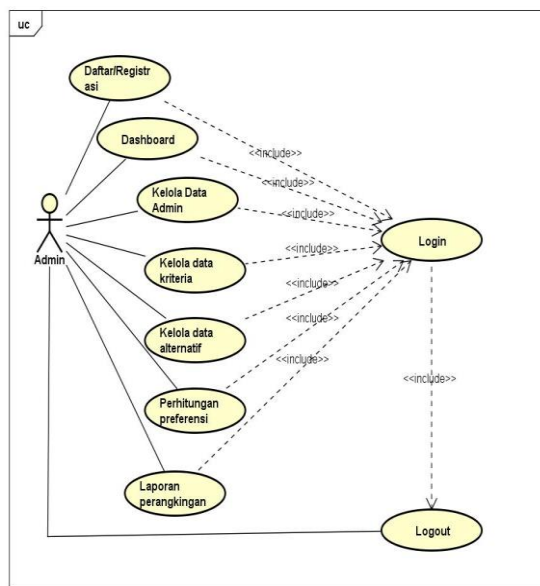 uc
Daftar/Registr
asi
Dashboard
<<include>>
<<include>>
Kelola Data
Admin
<<include>>
Admin
Login
Kelola data
kriteria
<<include>>
<<include>>
Kelola data
alternatif
<<include>>
<<include>>
Perhitungan
preferensi
<<include>>
Laporan
perangkingan
Logout